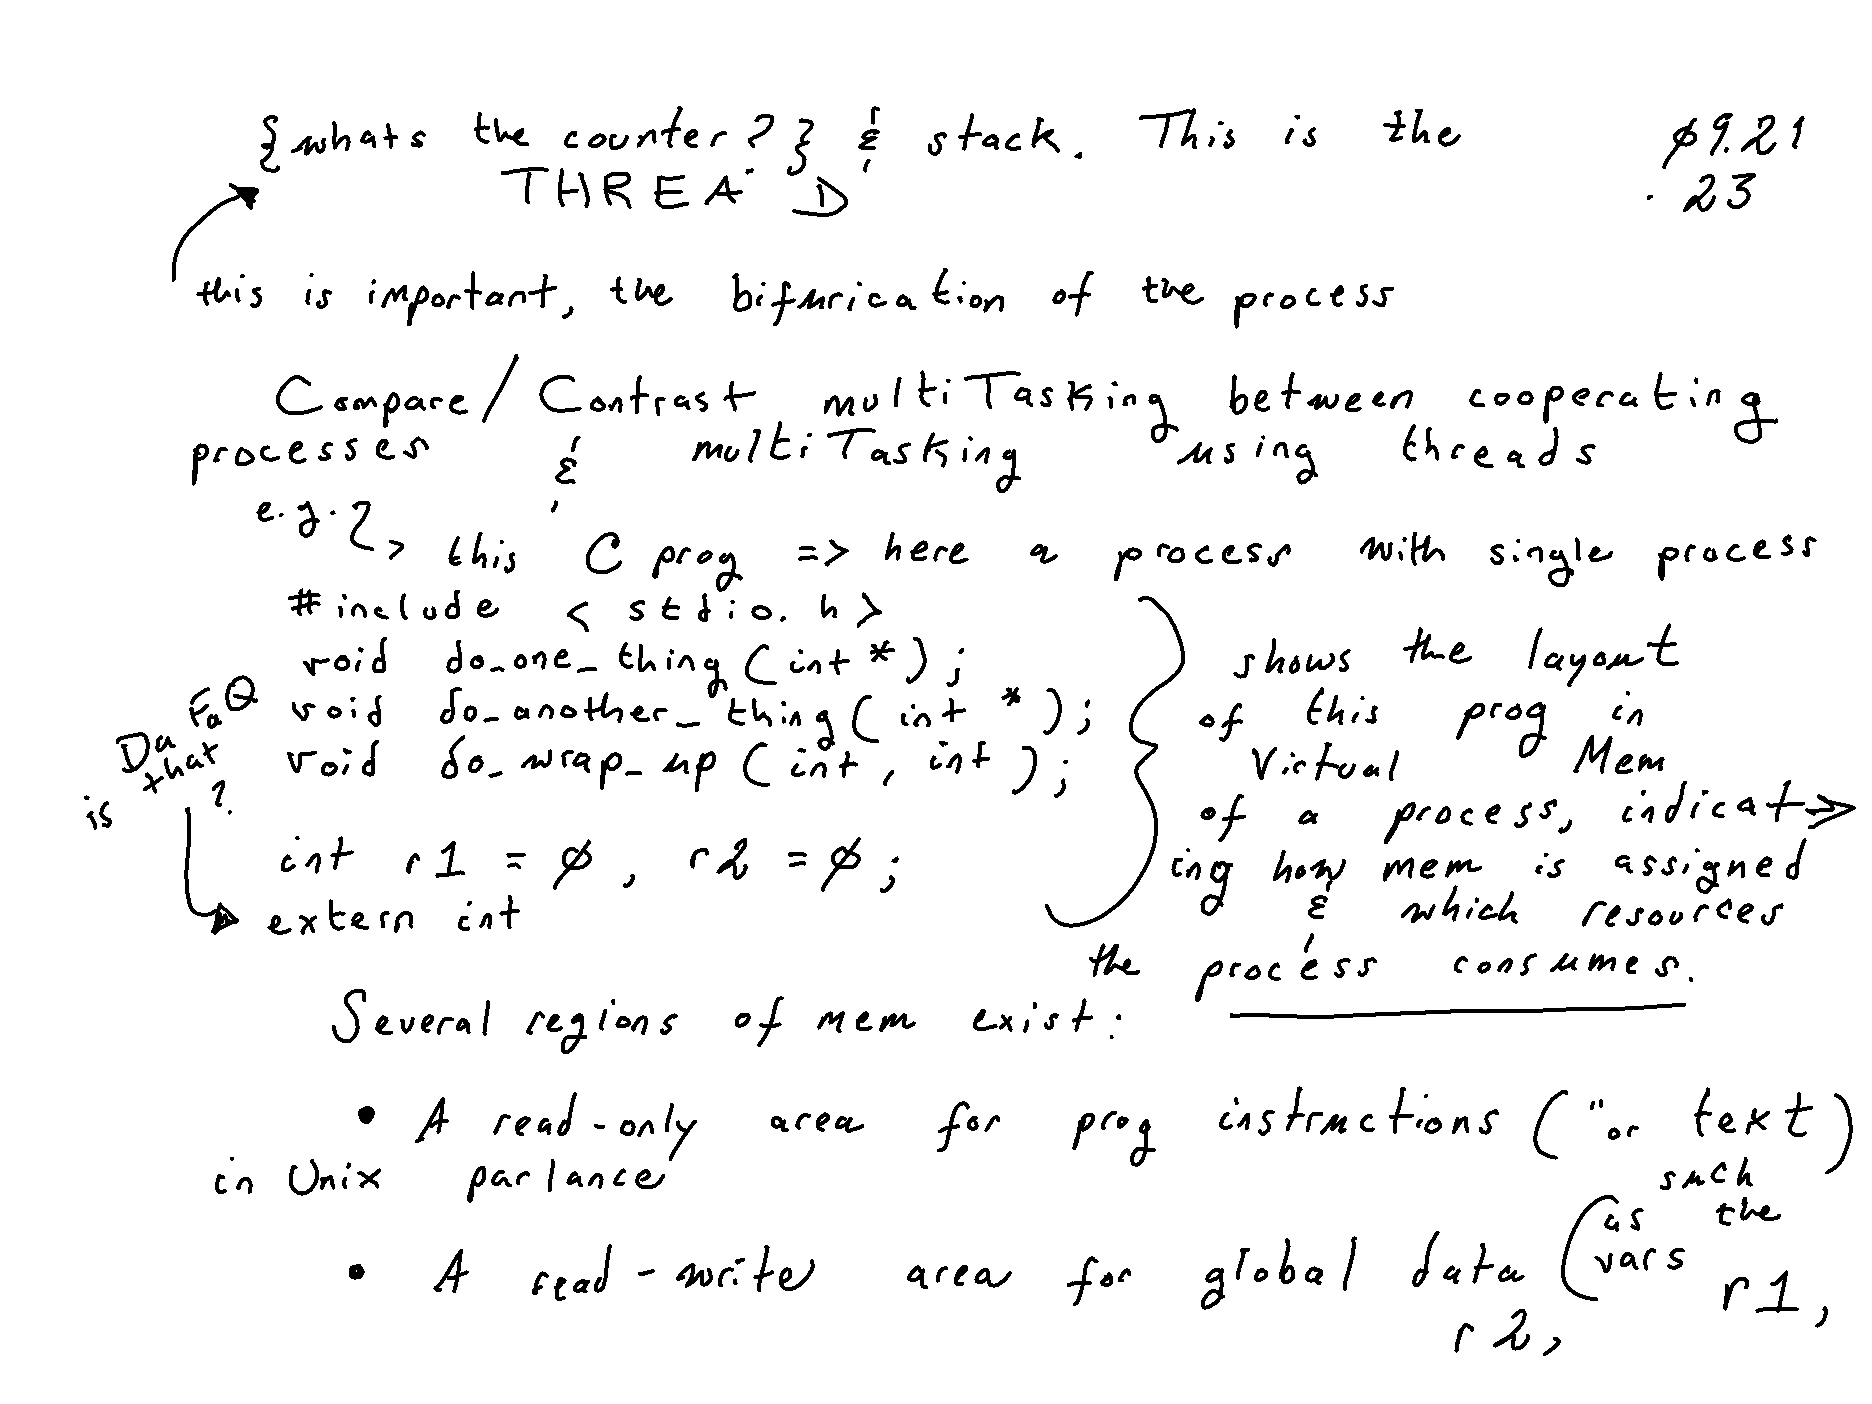 {whats the counter?} & stack. This is the
THREAD
Ø9.21
.23
this is important, the bifurication of the process
Compare/Contrast multiTasking between cooperating
processes & multiTasking using threads
e.g. > this C prog => here a process with single process
#include < stdio.h>
void do_one_thing(int *);
void do_another_thing(int *);
void do_wrap_up (int, int);
Da FaQ
is that ?
int r1 = Ø, r2 = Ø;
extern int
shows the layout
of this prog in
Virtual Mem
of a process, indicat
ing how mem is assigned
& which resources
the process consumes.
Several regions of mem exist:
• A read-only area for prog instructions ("or text)
in Unix parlance
• A read-write area for global data (such
as the
vars r1,
r2,